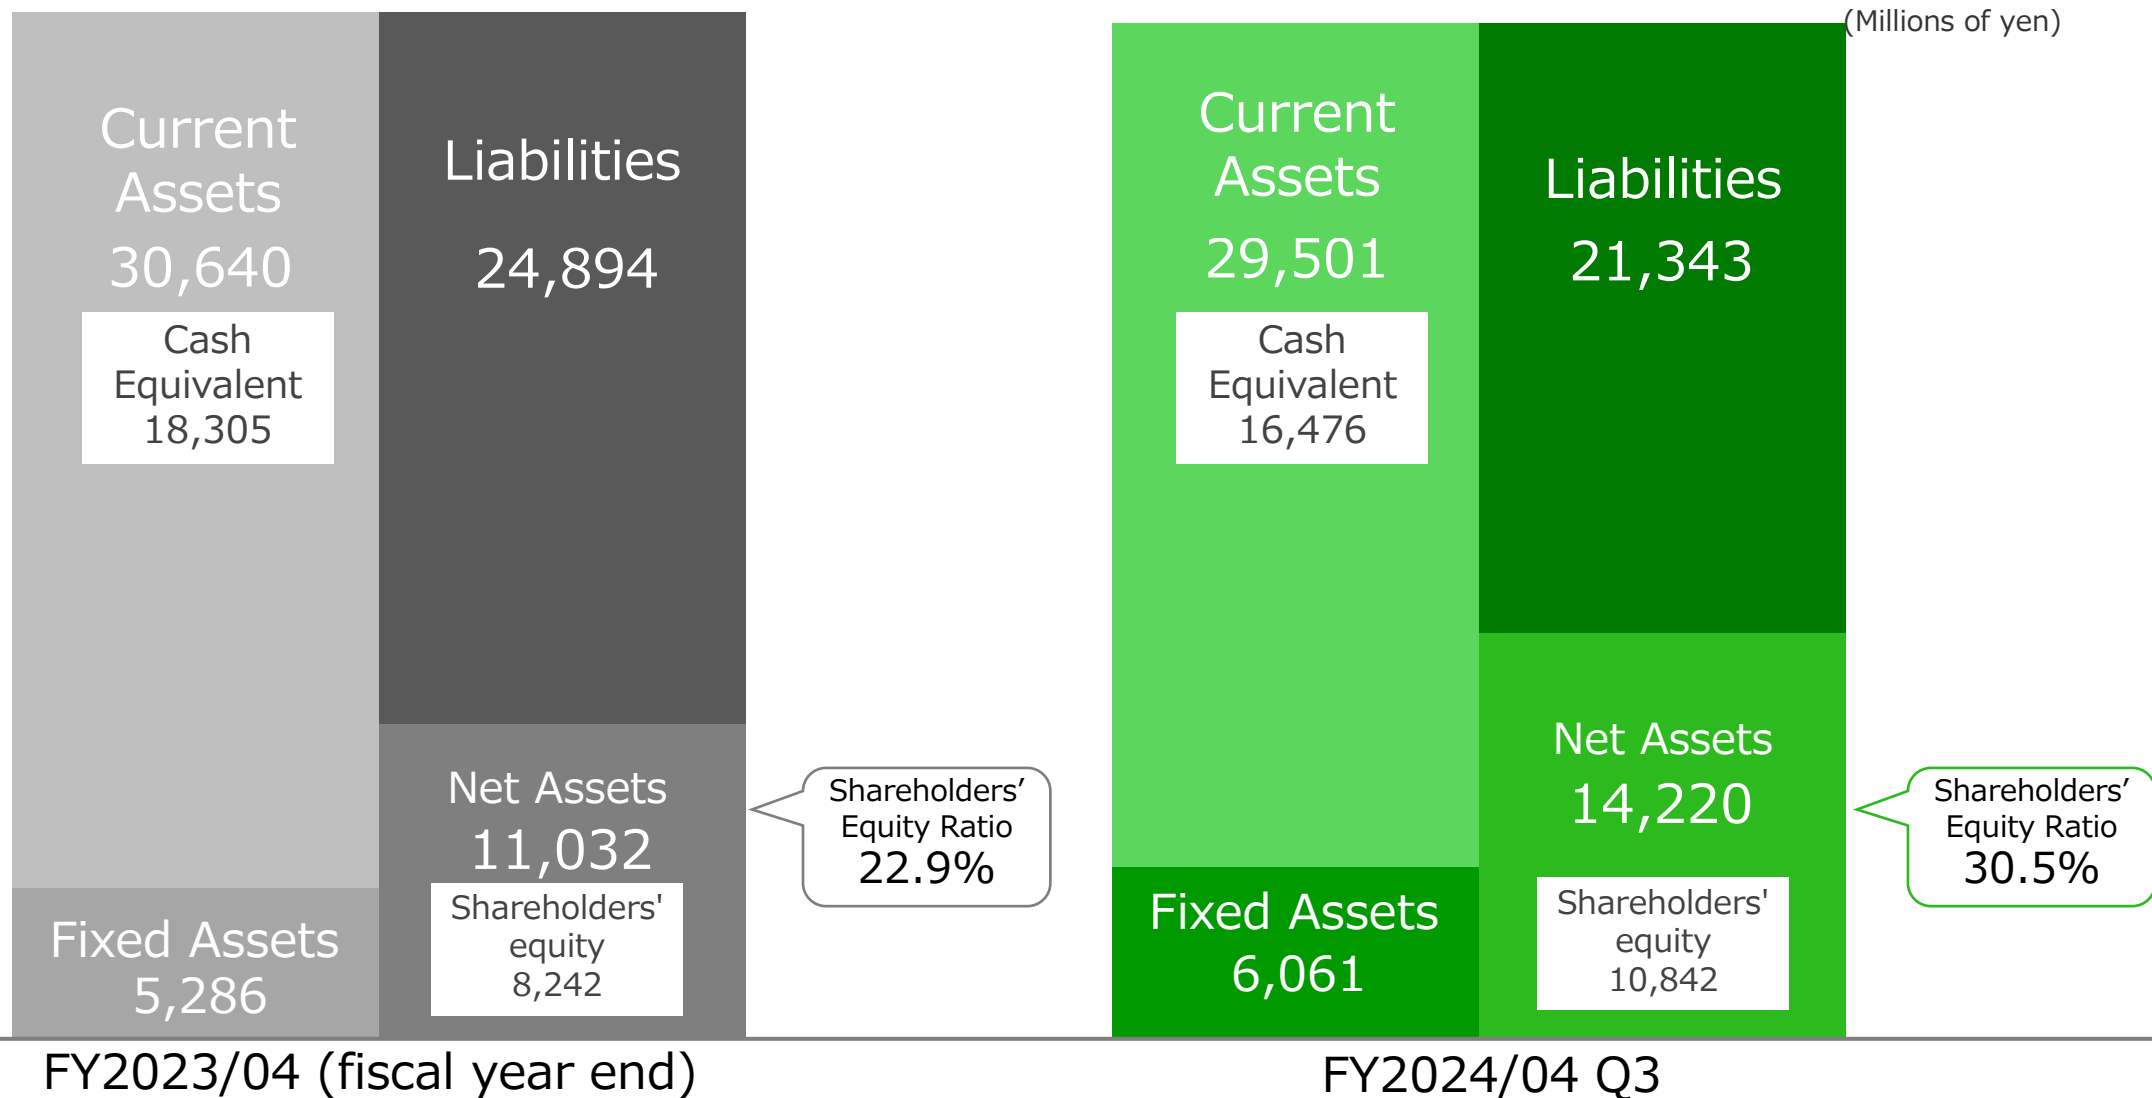 (Millions of yen)
Current
Assets
30,640
Cash
Equivalent
18,305
Fixed Assets
5,286
Liabilities
24,894
Net Assets
11,032
Shareholders'
equity
8,242
Shareholders’
Equity Ratio
22.9%
FY2023/04 (fiscal year end)
Current
Assets
29,501
Cash
Equivalent
16,476
Fixed Assets
6,061
Liabilities
21,343
Net Assets
14,220
Shareholders'
equity
10,842
Shareholders’
Equity Ratio
30.5%
FY2024/04 Q3